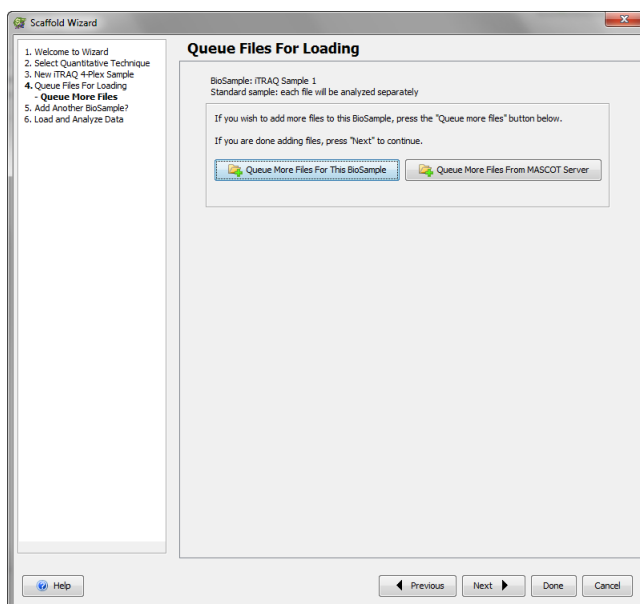 Scaffold Wizard
1. Welcome to Wizard
2. Select Quantitative Technique
3. New iTRAQ 4-Plex Sample
4. Queue Files For Loading
- Queue More Files
5. Add Another BioSample?
6. Load and Analyze Data
Queue Files For Loading
BioSample: iTRAQ Sample 1
Standard sample: each file will be analyzed separately
If you wish to add more files to this BioSample, press the "Queue more files" button below.
If you are done adding files, press "Next" to continue.
Queue More Files For This BioSample
Queue More Files From MASCOT Server
Help
Previous
Next
Done
Cancel